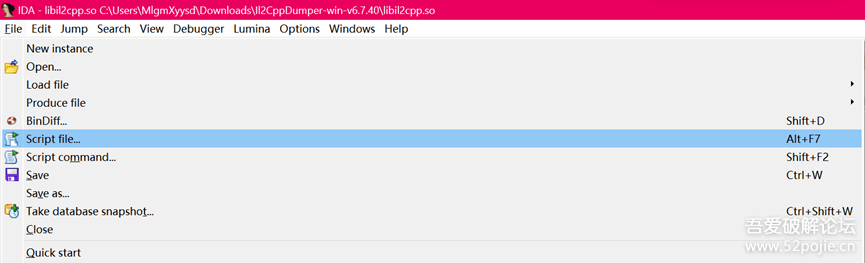 IDA - libil2cpp.so C:\Users\MlgmXyysd\Downloads\Il2CppDumper-win-v6.7.40\libil2cpp.so
File Edit Jump Search View Debugger Lumina Options Windows Help
New instance
Open...
Load file
Produce file
BinDiff... Shift+D
Script file... Alt+F7
Script command... Shift+F2
Save Ctrl+W
Save as...
Take database snapshot... Ctrl+Shift+W
Close
Quick start
吾爱破解论坛
www.52pojie.cn